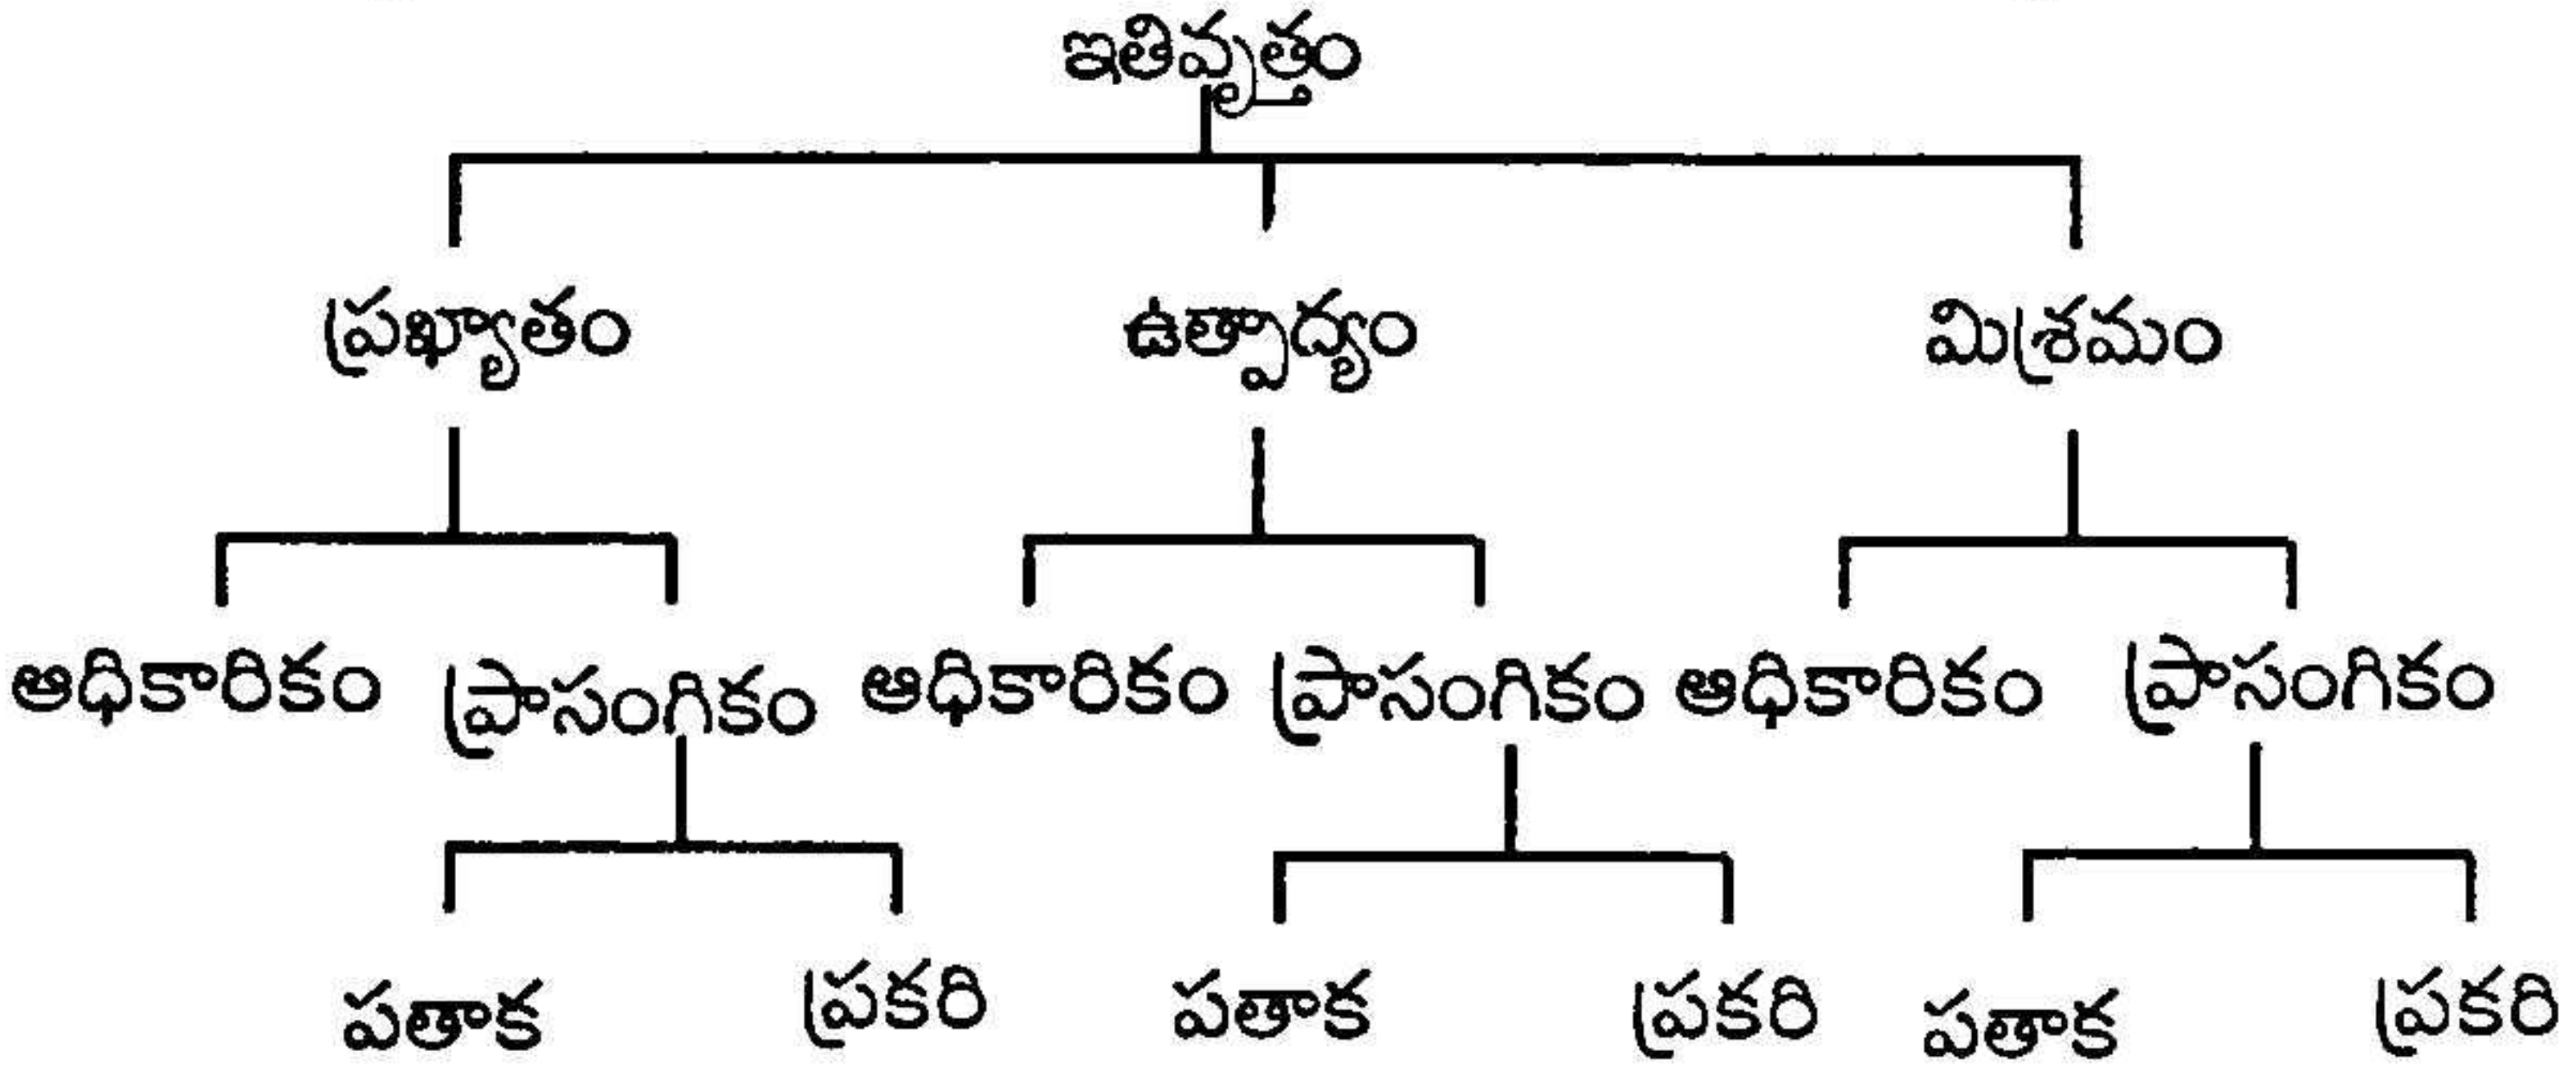 ఇతివృత్తం
ప్రఖ్యాతం ఉత్పాద్యం మిశ్రమం
ఆధికారికం ప్రాసంగికం ఆధికారికం ప్రాసంగికం ఆధికారికం ప్రాసంగికం
పతాక ప్రకరి పతాక ప్రకరి పతాక ప్రకరి